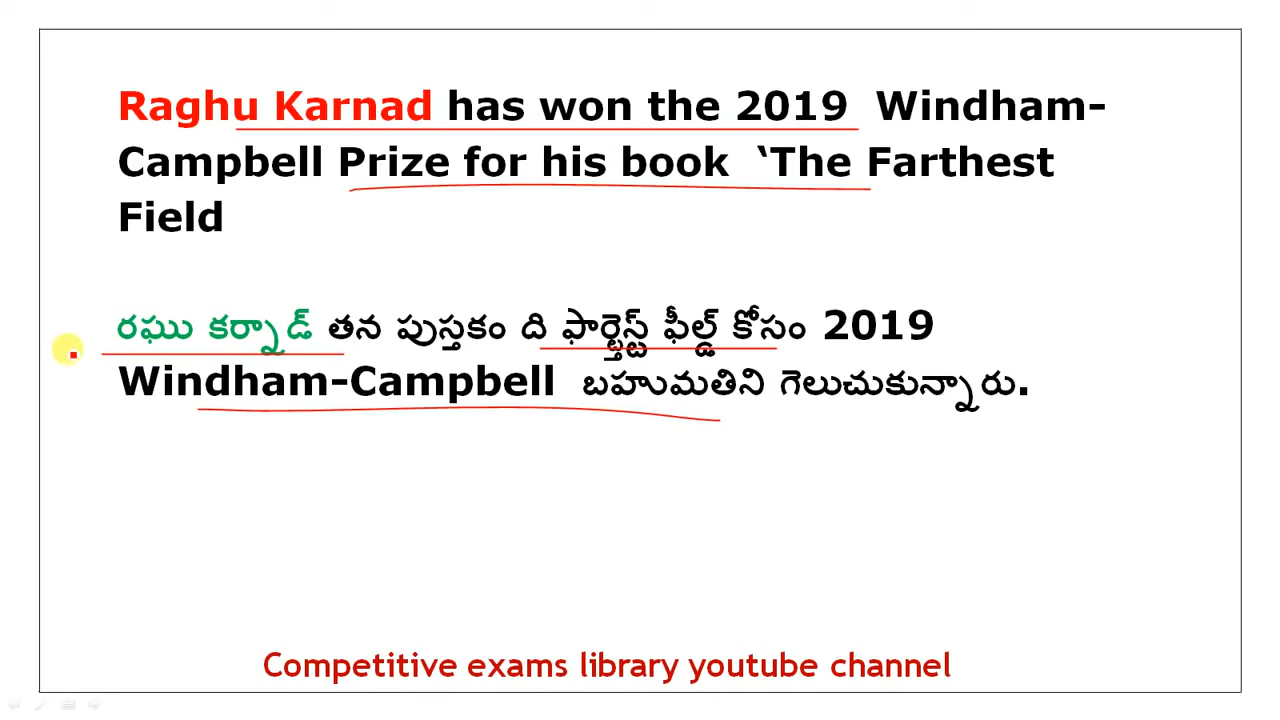 Raghu Karnad has won the 2019 Windham-
Campbell Prize for his book ‘The Farthest
Field
రఘు కర్నాడ్ తన పుస్తకం ది ఫార్టెస్ట్ ఫీల్డ్ కోసం 2019
Windham-Campbell బహుమతిని గెలుచుకున్నారు.
Competitive exams library youtube channel